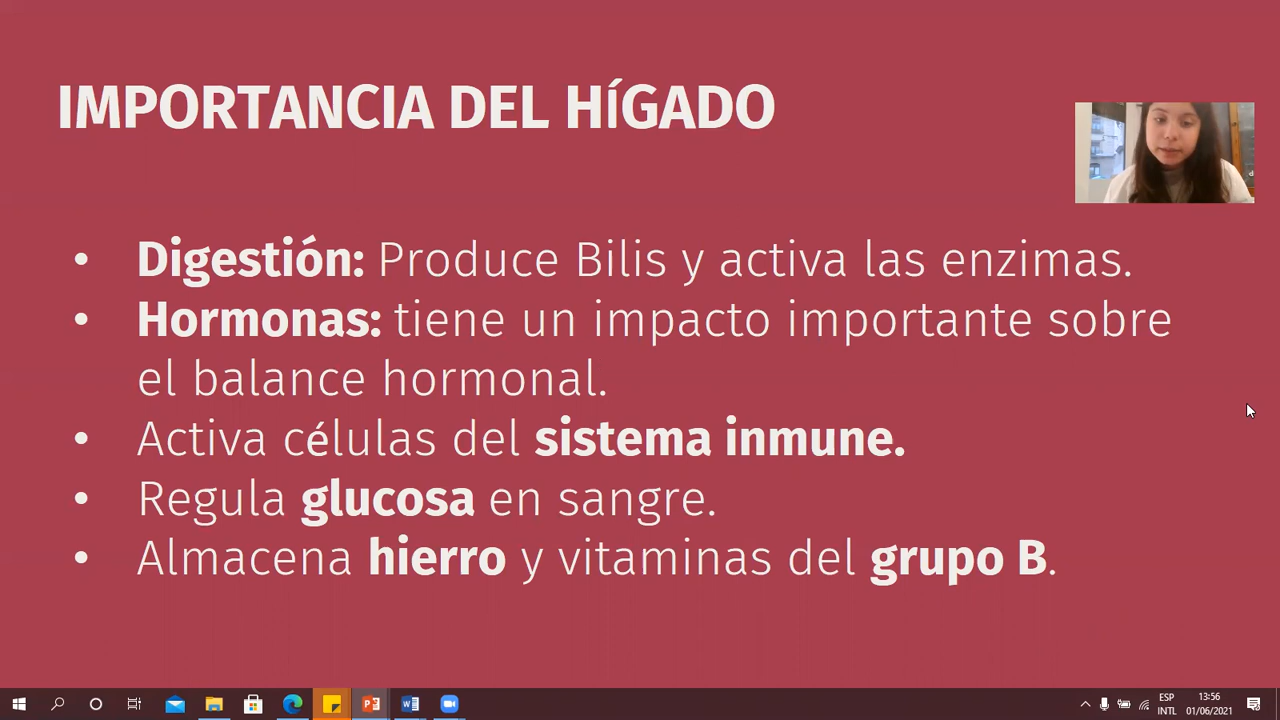 IMPORTANCIA DEL HíGADO
• Digestión: Produce Bilis y activa las enzimas.
• Hormonas: tiene un impacto importante sobre
el balance hormonal.
• Activa células del sistema inmune.
• Regula glucosa en sangre.
• Almacena hierro y vitaminas del grupo B.
ESP
INTL
13:56
01/06/2021